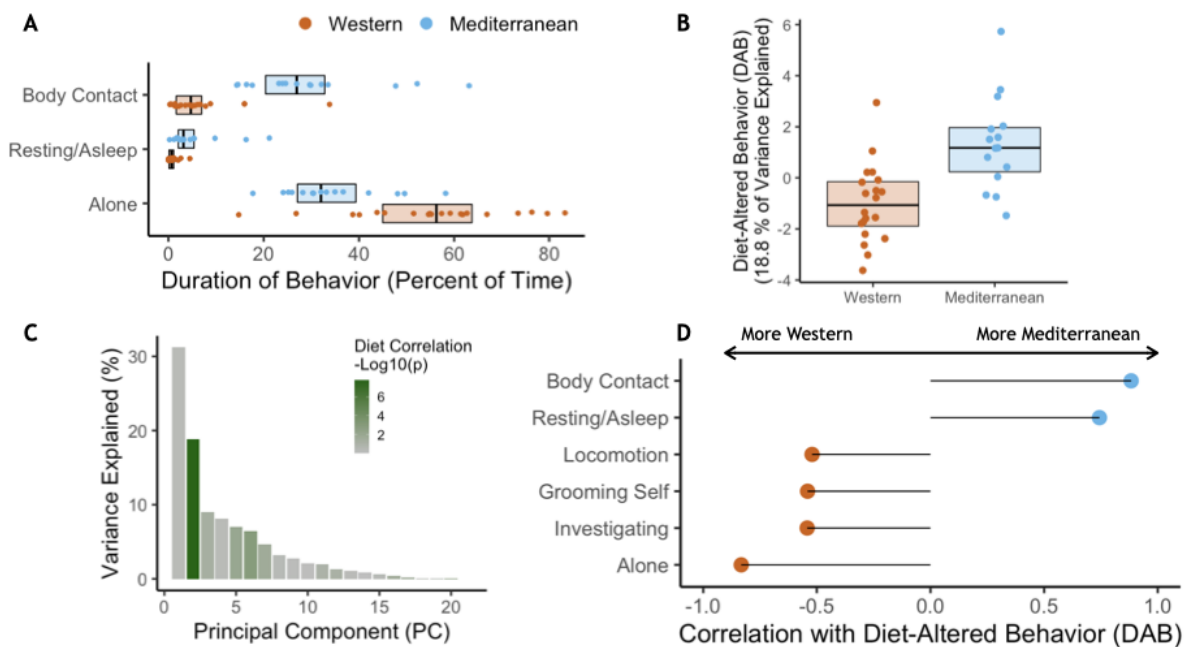 A
Western
Mediterranean
Body Contact
Resting/Asleep
Alone
0
20
40
60
80
Duration of Behavior (Percent of Time)
B
Diet-Altered Behavior (DAB)
(18.8 % of Variance Explained)
6
4
2
0
-2
-4
Western
Mediterranean
C
Variance Explained (%)
30
20
10
0
Diet Correlation
-Log10(p)
6
4
2
0
5
10
15
20
Principal Component (PC)
D
More Western
More Mediterranean
Body Contact
Resting/Asleep
Locomotion
Grooming Self
Investigating
Alone
-1.0
-0.5
0.0
0.5
1.0
Correlation with Diet-Altered Behavior (DAB)